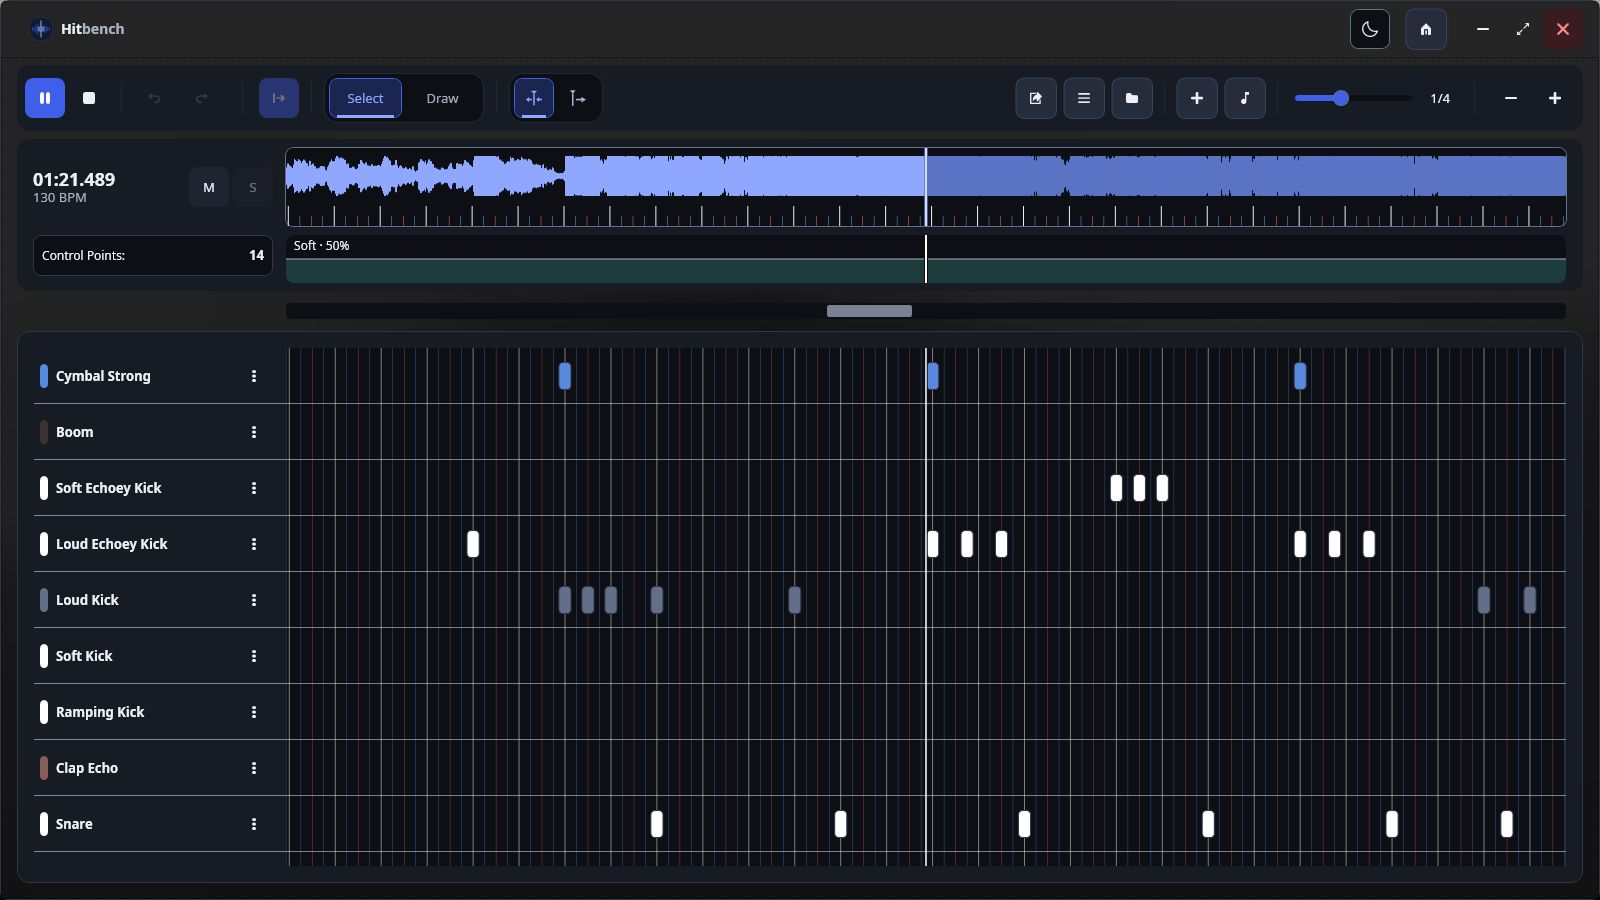 Hitbench
Select
Draw
1/4
01:21.489
130 BPM
M
S
Control Points:
14
Soft · 50%
Cymbal Strong
Boom
Soft Echoey Kick
Loud Echoey Kick
Loud Kick
Soft Kick
Ramping Kick
Clap Echo
Snare